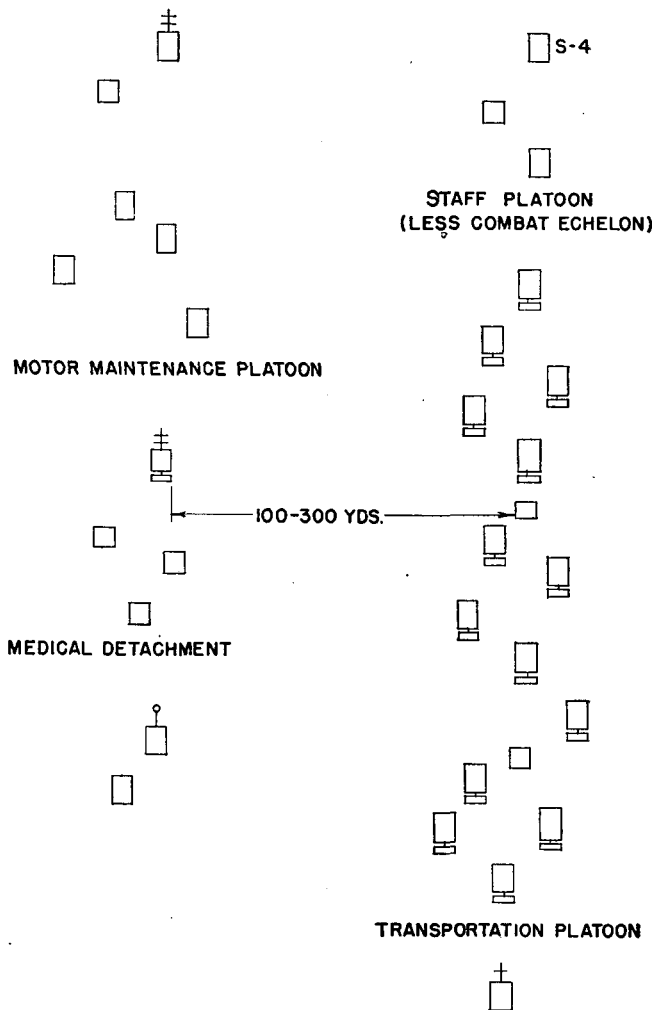 S-4
STAFF PLATOON
(LESS COMBAT ECHELON)
MOTOR MAINTENANCE PLATOON
100-300 YDS.
MEDICAL DETACHMENT
TRANSPORTATION PLATOON